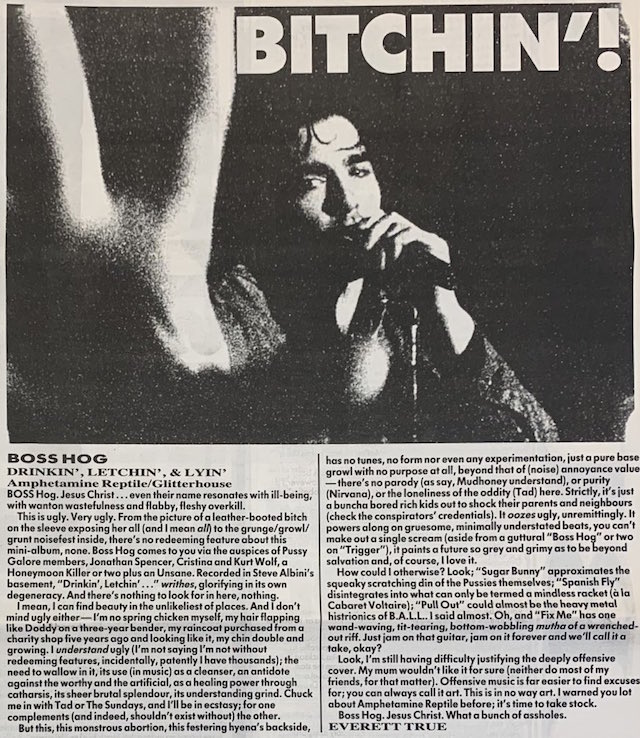 BITCHIN'!
BOSS HOG
DRINKIN', LETCHIN', & LYIN'
Amphetamine Reptile/Glitterhouse
BOSS Hog. Jesus Christ . . . even their name resonates with ill-being,
with wanton wastefulness and flabby, fleshy overkill.
This is ugly. Very ugly. From the picture of a leather-booted bitch
on the sleeve exposing her all (and I mean all) to the grunge/growl/
grunt noisefest inside, there's no redeeming feature about this
mini-album, none. Boss Hog comes to you via the auspices of Pussy
Galore members, Jonathan Spencer, Cristina and Kurt Wolf, a
Honeymoon Killer or two plus an Unsane. Recorded in Steve Albini's
basement, "Drinkin', Letchin' . . ." writhes, glorifying in its own
degeneracy. And there's nothing to look for in here, nothing.
I mean, I can find beauty in the unlikeliest of places. And I don't
mind ugly either — I'm no spring chicken myself, my hair flapping
like Doddy on a three-year bender, my raincoat purchased from a
charity shop five years ago and looking like it, my chin double and
growing. I understand ugly (I'm not saying I'm not without
redeeming features, incidentally, patently I have thousands); the
need to wallow in it, its use (in music) as a cleanser, an antidote
against the worthy and the artificial, as a healing power through
catharsis, its sheer brutal splendour, its understanding grind. Chuck
me in with Tad or The Sundays, and I'll be in ecstasy; for one
complements (and indeed, shouldn't exist without) the other.
But this, this monstrous abortion, this festering hyena's backside,
has no tunes, no form nor even any experimentation, just a pure base
growl with no purpose at all, beyond that of (noise) annoyance value
— there's no parody (as say, Mudhoney understand), or purity
(Nirvana), or the loneliness of the oddity (Tad) here. Strictly, it's just
a buncha bored rich kids out to shock their parents and neighbours
(check the conspirators' credentials). It oozes ugly, unremittingly. It
powers along on gruesome, minimally understated beats, you can't
make out a single scream (aside from a guttural "Boss Hog" or two
on "Trigger"), it paints a future so grey and grimy as to be beyond
salvation and, of course, I love it.
How could I otherwise? Look; "Sugar Bunny" approximates the
squeaky scratching din of the Pussies themselves; "Spanish Fly"
disintegrates into what can only be termed a mindless racket (à la
Cabaret Voltaire); "Pull Out" could almost be the heavy metal
histrionics of B.A.L.L.. I said almost. Oh, and "Fix Me" has one
wand-waving, fit-tearing, bottom-wobbling mutha of a wrenched-
out riff. Just jam on that guitar, jam on it forever and we'll call it a
take, okay?
Look, I'm still having difficulty justifying the deeply offensive
cover. My mum wouldn't like it for sure (neither do most of my
friends, for that matter). Offensive music is far easier to find excuses
for; you can always call it art. This is in no way art. I warned you lot
about Amphetamine Reptile before; it's time to take stock.
Boss Hog. Jesus Christ. What a bunch of assholes.
EVERETT TRUE